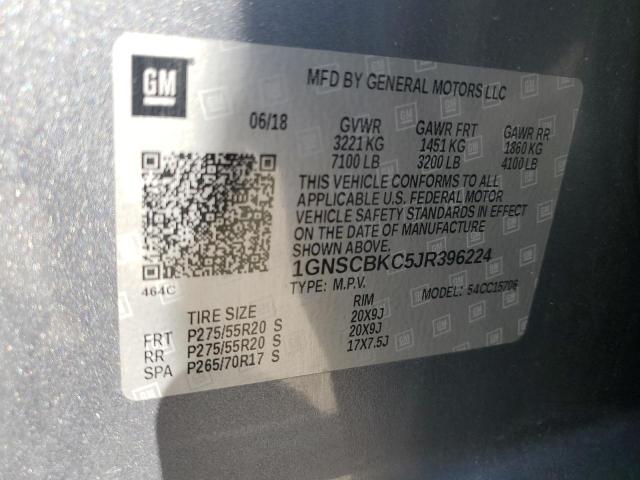 GM
MFD BY GENERAL MOTORS LLC
06/18 GVWR GAWR FRT GAWR RR
3221 KG 1451 KG 1860 KG
7100 LB 3200 LB 4100 LB
THIS VEHICLE CONFORMS TO ALL
APPLICABLE U.S. FEDERAL MOTOR
VEHICLE SAFETY STANDARDS IN EFFECT
ON THE DATE OF MANUFACTURE
SHOWN ABOVE.
1GNSCBKC5JR396224
464C
TYPE: M.P.V. MODEL: 54CC15706
TIRE SIZE RIM
FRT P275/55R20 S 20X9J
RR P275/55R20 S 20X9J
SPA P265/70R17 S 17X7.5J